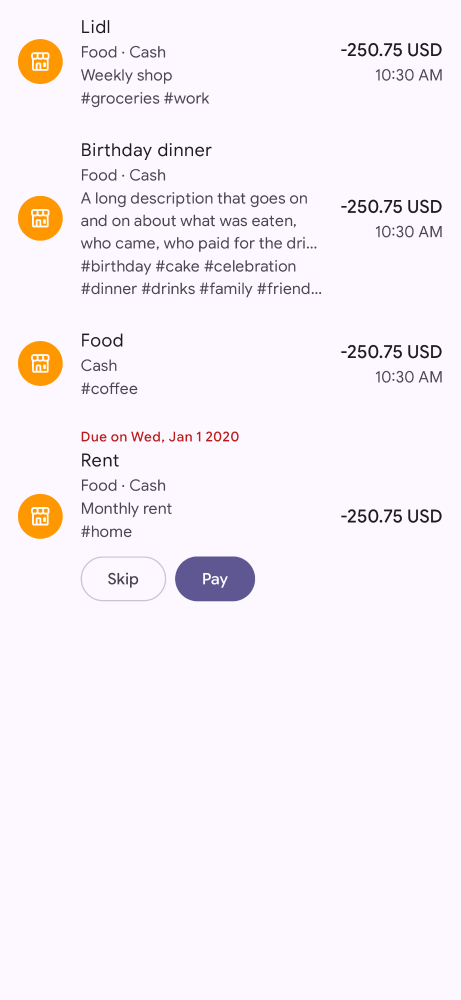 Lidl
Food · Cash
Weekly shop
#groceries #work
-250.75 USD
10:30 AM
Birthday dinner
Food · Cash
A long description that goes on
and on about what was eaten,
who came, who paid for the dri...
#birthday #cake #celebration
#dinner #drinks #family #friend...
-250.75 USD
10:30 AM
Food
Cash
#coffee
-250.75 USD
10:30 AM
Due on Wed, Jan 1 2020
Rent
Food · Cash
Monthly rent
#home
-250.75 USD
Skip
Pay